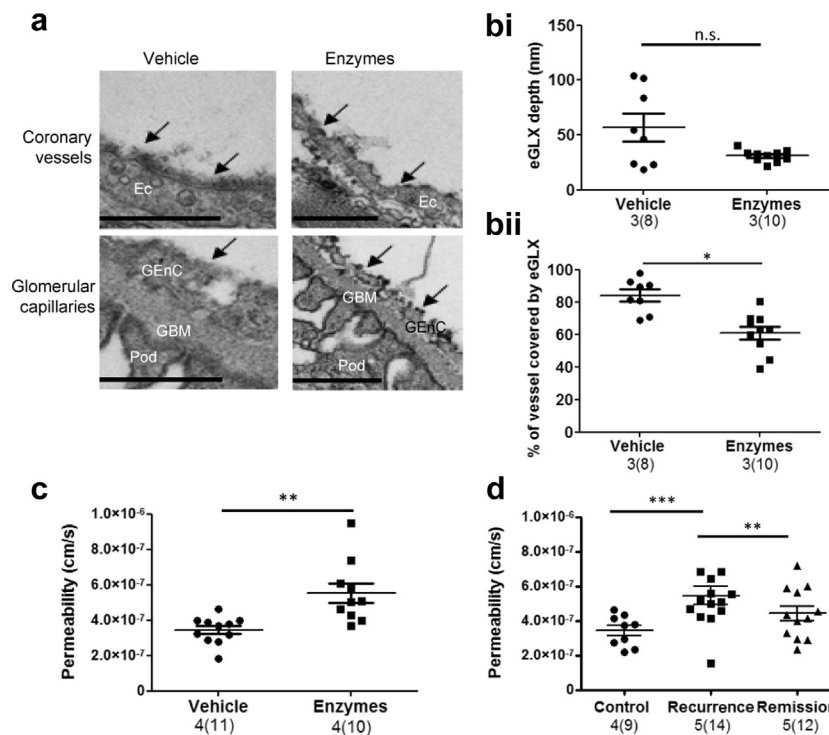 a
Vehicle
Enzymes
Coronary
vessels
Ec
Ec
Glomerular
capillaries
GEnC
GBM
Pod
GBM
GEnC
Pod
bi
n.s.
eGLX depth (nm)
150
100
50
0
Vehicle
Enzymes
3(8)
3(10)
bii
*
% of vessel covered by eGLX
100
80
60
40
20
0
Vehicle
Enzymes
3(8)
3(10)
c
**
Permeability (cm/s)
1.0×10⁻⁶
8.0×10⁻⁷
6.0×10⁻⁷
4.0×10⁻⁷
2.0×10⁻⁷
0
Vehicle
Enzymes
4(11)
4(10)
d
***
**
Permeability (cm/s)
1.0×10⁻⁶
8.0×10⁻⁷
6.0×10⁻⁷
4.0×10⁻⁷
2.0×10⁻⁷
0
Control
Recurrence
Remission
4(9)
5(14)
5(12)